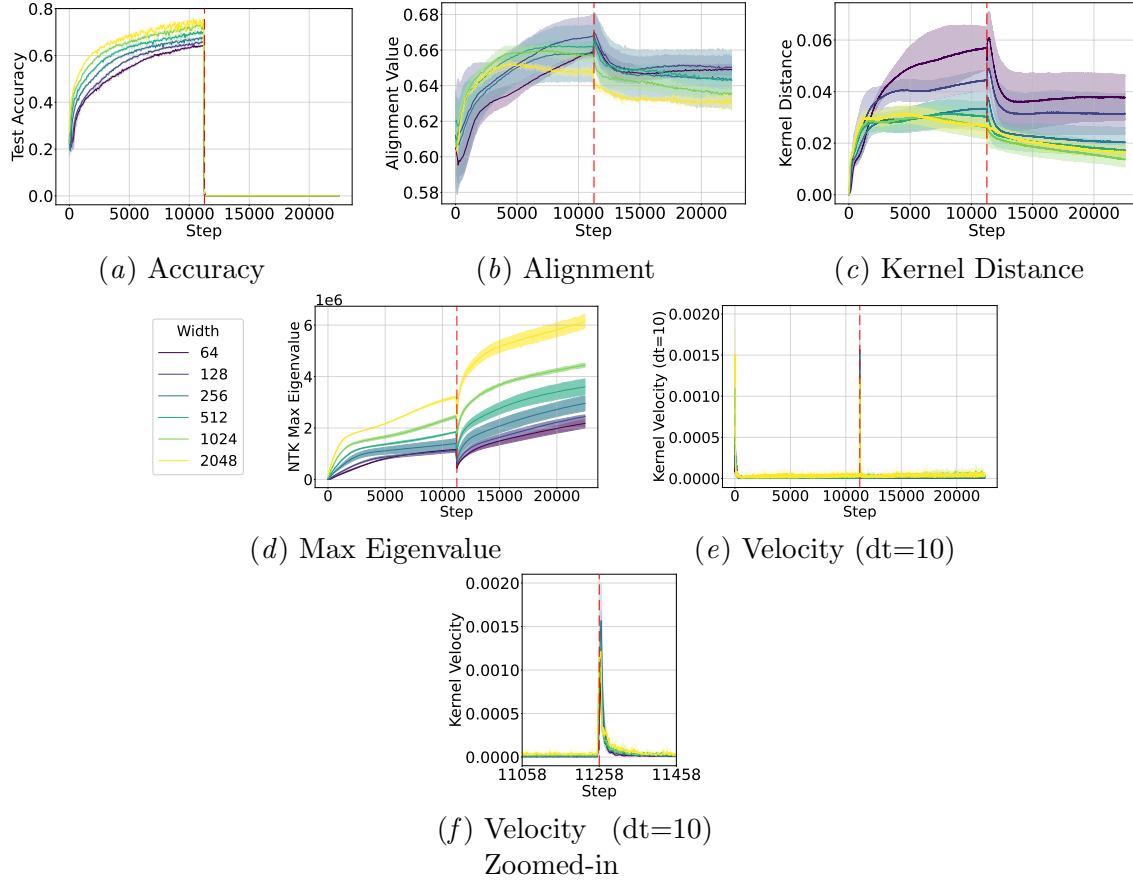 0.8
0.6
0.4
0.2
0.0
Test Accuracy
0 5000 10000 15000 20000
Step
(a) Accuracy
0.68
0.66
0.64
0.62
0.60
0.58
Alignment Value
0 5000 10000 15000 20000
Step
(b) Alignment
0.06
0.04
0.02
0.00
Kernel Distance
0 5000 10000 15000 20000
Step
(c) Kernel Distance
Width
64
128
256
512
1024
2048
1e6
6
4
2
0
NTK Max Eigenvalue
0 5000 10000 15000 20000
Step
(d) Max Eigenvalue
0.0020
0.0015
0.0010
0.0005
0.0000
Kernel Velocity (dt=10)
0 5000 10000 15000 20000
Step
(e) Velocity (dt=10)
0.0020
0.0015
0.0010
0.0005
0.0000
Kernel Velocity
11058 11258 11458
Step
(f) Velocity (dt=10)
Zoomed-in